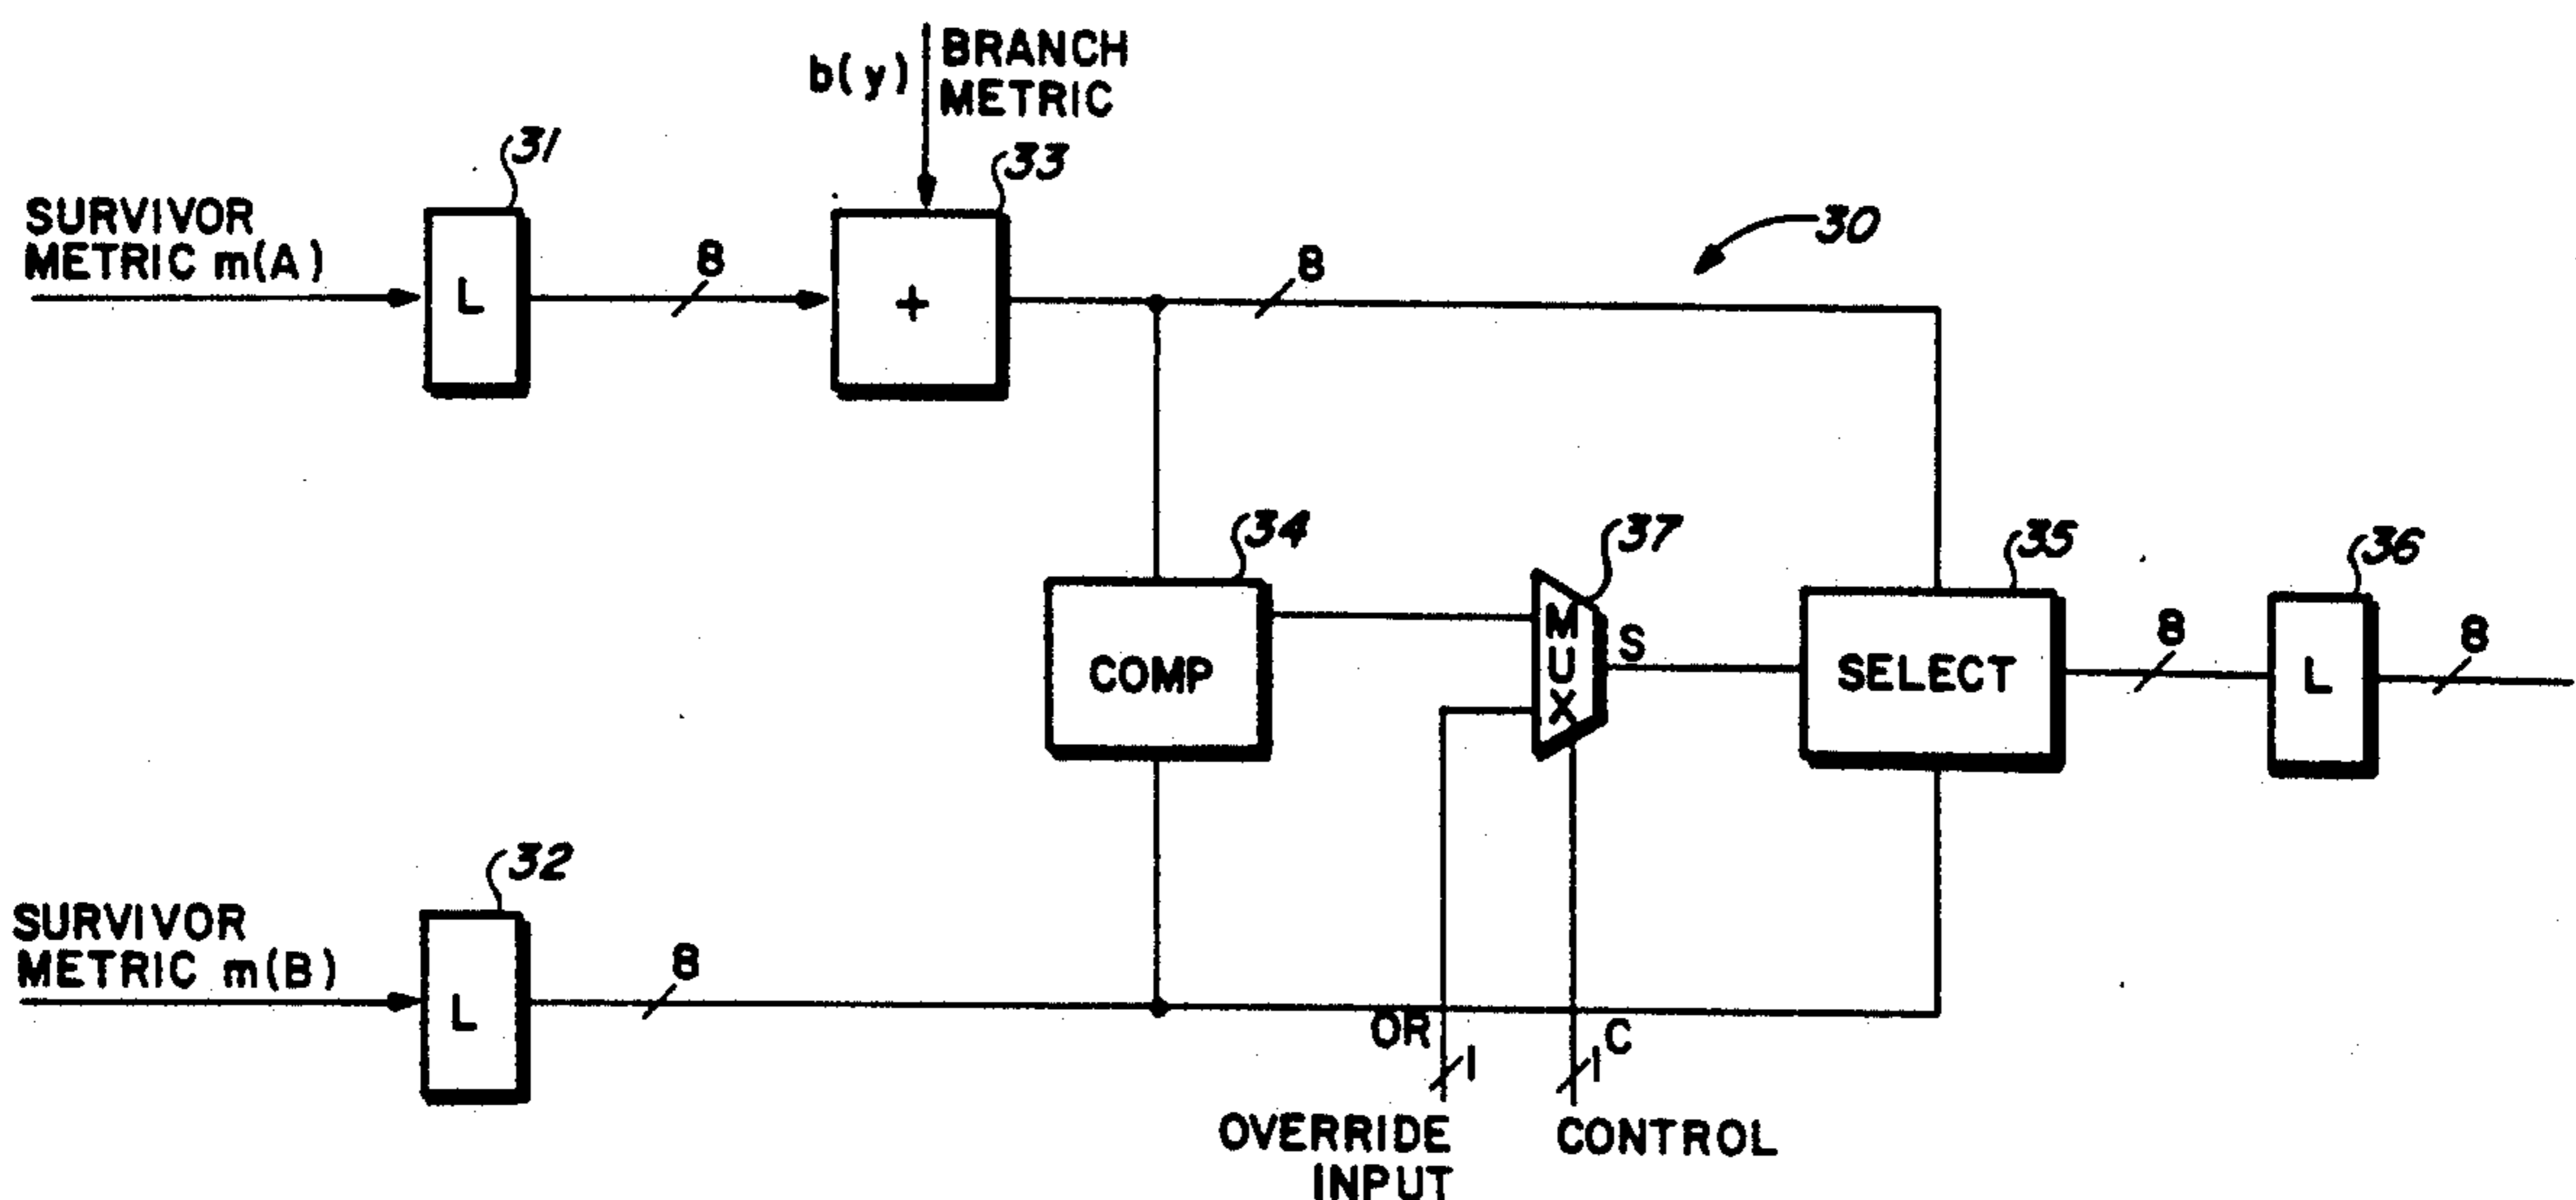 b(y)
BRANCH
METRIC
31
33
SURVIVOR
METRIC m(A)
L
8
+
8
30
34
37
35
36
COMP
MUX
S
SELECT
8
L
8
32
SURVIVOR
METRIC m(B)
L
8
OR
1
1
C
OVERRIDE
INPUT
CONTROL